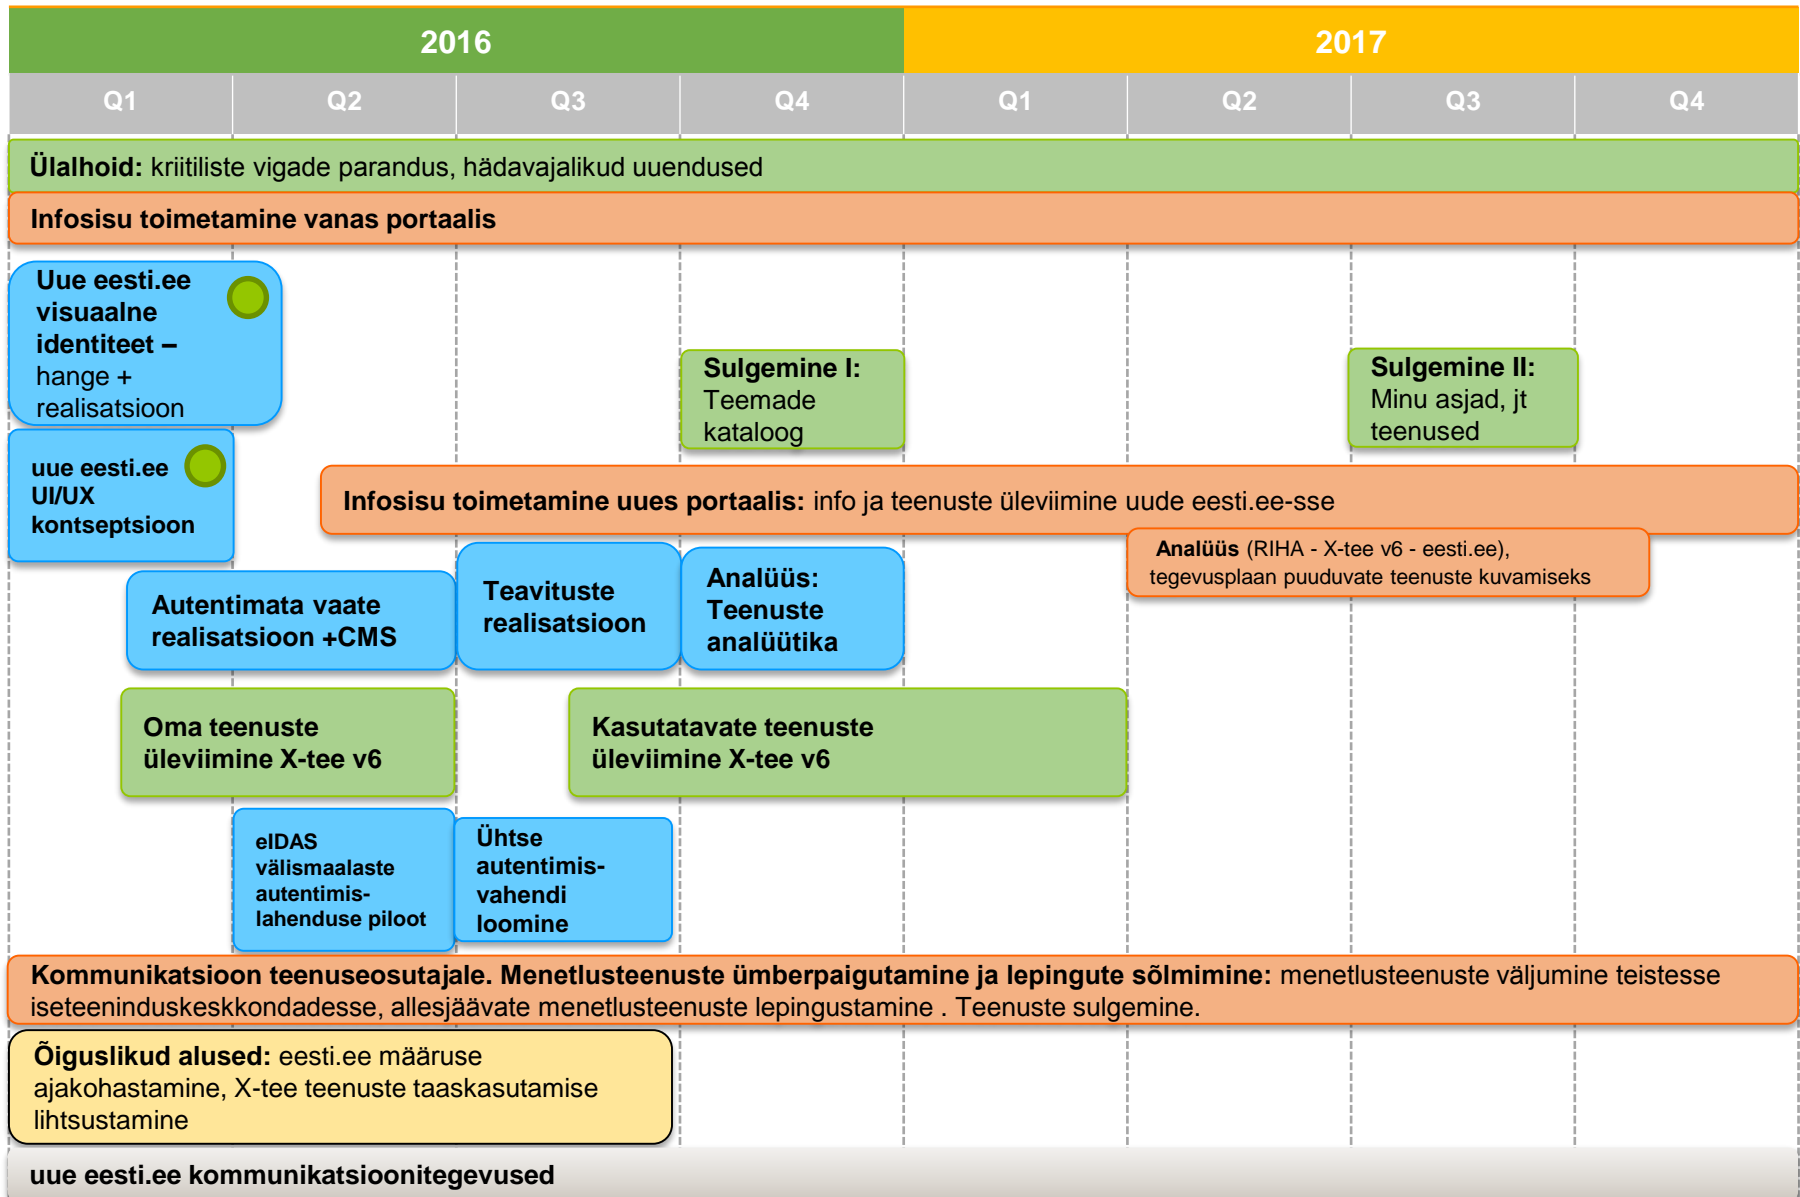 2016
2017
Q1
Q2
Q3
Q4
Q1
Q2
Q3
Q4
Ülalhoid: kriitiliste vigade parandus, hädavajalikud uuendused
Infosisu toimetamine vanas portaalis
Uue eesti.ee
visuaalne
identiteet –
hange +
realisatsioon
Sulgemine I:
Teemade
kataloog
Sulgemine II:
Minu asjad, jt
teenused
uue eesti.ee
UI/UX
kontseptsioon
Infosisu toimetamine uues portaalis: info ja teenuste üleviimine uude eesti.ee-sse
Analüüs (RIHA - X-tee v6 - eesti.ee),
tegevusplaan puuduvate teenuste kuvamiseks
Autentimata vaate
realisatsioon +CMS
Teavituste
realisatsioon
Analüüs:
Teenuste
analüütika
Oma teenuste
üleviimine X-tee v6
Kasutatavate teenuste
üleviimine X-tee v6
eIDAS
välismaalaste
autentimis-
lahenduse piloot
Ühtse
autentimis-
vahendi
loomine
Kommunikatsioon teenuseosutajale. Menetlusteenuste ümberpaigutamine ja lepingute sõlmimine: menetlusteenuste väljumine teistesse
iseteeninduskeskkondadesse, allesjäävate menetlusteenuste lepingustamine . Teenuste sulgemine.
Õiguslikud alused: eesti.ee määruse
ajakohastamine, X-tee teenuste taaskasutamise
lihtsustamine
uue eesti.ee kommunikatsioonitegevused